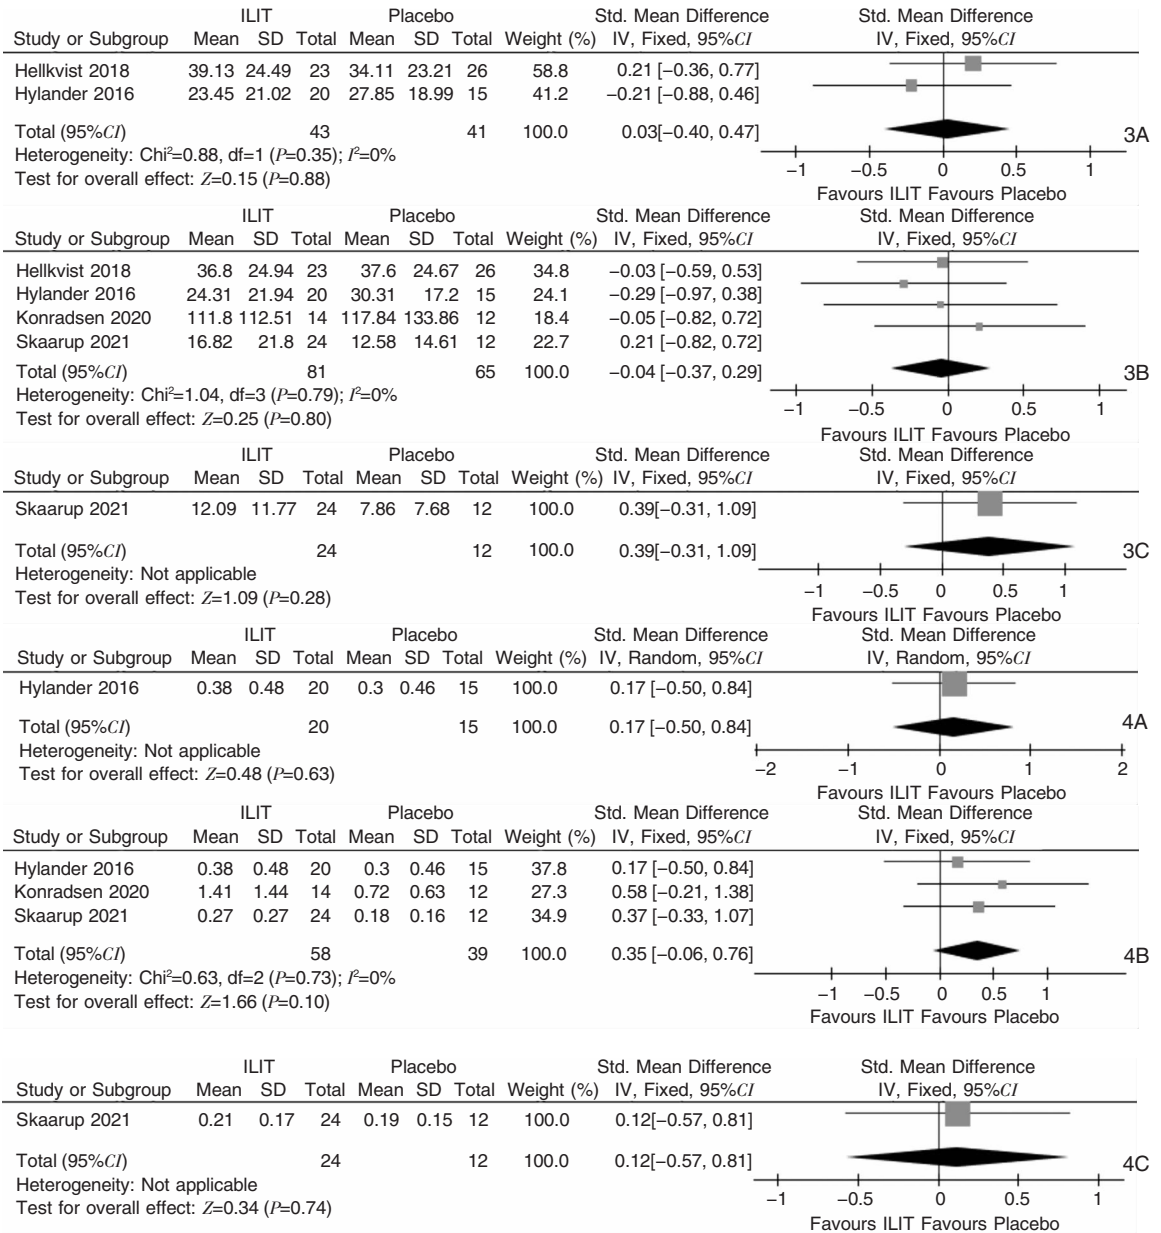 ILIT Placebo Std. Mean Difference Std. Mean Difference
Study or Subgroup Mean SD Total Mean SD Total Weight (%) IV, Fixed, 95%CI IV, Fixed, 95%CI
Hellkvist 2018 39.13 24.49 23 34.11 23.21 26 58.8 0.21 [−0.36, 0.77]
Hylander 2016 23.45 21.02 20 27.85 18.99 15 41.2 −0.21 [−0.88, 0.46]
Total (95%CI) 43 41 100.0 0.03[−0.40, 0.47] 3A
Heterogeneity: Chi²=0.88, df=1 (P=0.35); I²=0%
Test for overall effect: Z=0.15 (P=0.88)
−1 −0.5 0 0.5 1
Favours ILIT Favours Placebo
ILIT Placebo Std. Mean Difference Std. Mean Difference
Study or Subgroup Mean SD Total Mean SD Total Weight (%) IV, Fixed, 95%CI IV, Fixed, 95%CI
Hellkvist 2018 36.8 24.94 23 37.6 24.67 26 34.8 −0.03 [−0.59, 0.53]
Hylander 2016 24.31 21.94 20 30.31 17.2 15 24.1 −0.29 [−0.97, 0.38]
Konradsen 2020 111.8 112.51 14 117.84 133.86 12 18.4 −0.05 [−0.82, 0.72]
Skaarup 2021 16.82 21.8 24 12.58 14.61 12 22.7 0.21 [−0.82, 0.72]
Total (95%CI) 81 65 100.0 −0.04 [−0.37, 0.29] 3B
Heterogeneity: Chi²=1.04, df=3 (P=0.79); I²=0%
Test for overall effect: Z=0.25 (P=0.80)
−1 −0.5 0 0.5 1
Favours ILIT Favours Placebo
ILIT Placebo Std. Mean Difference Std. Mean Difference
Study or Subgroup Mean SD Total Mean SD Total Weight (%) IV, Fixed, 95%CI IV, Fixed, 95%CI
Skaarup 2021 12.09 11.77 24 7.86 7.68 12 100.0 0.39[−0.31, 1.09]
Total (95%CI) 24 12 100.0 0.39[−0.31, 1.09] 3C
Heterogeneity: Not applicable
Test for overall effect: Z=1.09 (P=0.28)
−1 −0.5 0 0.5 1
Favours ILIT Favours Placebo
ILIT Placebo Std. Mean Difference Std. Mean Difference
Study or Subgroup Mean SD Total Mean SD Total Weight (%) IV, Random, 95%CI IV, Random, 95%CI
Hylander 2016 0.38 0.48 20 0.3 0.46 15 100.0 0.17 [−0.50, 0.84]
Total (95%CI) 20 15 100.0 0.17 [−0.50, 0.84] 4A
Heterogeneity: Not applicable
Test for overall effect: Z=0.48 (P=0.63)
−2 −1 0 1 2
Favours ILIT Favours Placebo
ILIT Placebo Std. Mean Difference Std. Mean Difference
Study or Subgroup Mean SD Total Mean SD Total Weight (%) IV, Fixed, 95%CI IV, Fixed, 95%CI
Hylander 2016 0.38 0.48 20 0.3 0.46 15 37.8 0.17 [−0.50, 0.84]
Konradsen 2020 1.41 1.44 14 0.72 0.63 12 27.3 0.58 [−0.21, 1.38]
Skaarup 2021 0.27 0.27 24 0.18 0.16 12 34.9 0.37 [−0.33, 1.07]
Total (95%CI) 58 39 100.0 0.35 [−0.06, 0.76] 4B
Heterogeneity: Chi²=0.63, df=2 (P=0.73); I²=0%
Test for overall effect: Z=1.66 (P=0.10)
−1 −0.5 0 0.5 1
Favours ILIT Favours Placebo
ILIT Placebo Std. Mean Difference Std. Mean Difference
Study or Subgroup Mean SD Total Mean SD Total Weight (%) IV, Fixed, 95%CI IV, Fixed, 95%CI
Skaarup 2021 0.21 0.17 24 0.19 0.15 12 100.0 0.12[−0.57, 0.81]
Total (95%CI) 24 12 100.0 0.12[−0.57, 0.81] 4C
Heterogeneity: Not applicable
Test for overall effect: Z=0.34 (P=0.74)
−1 −0.5 0 0.5 1
Favours ILIT Favours Placebo